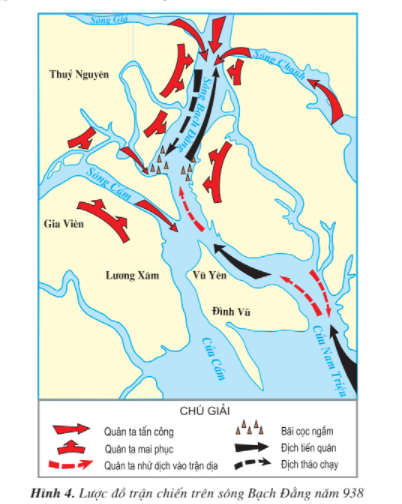 Sông Giá
Thuỷ Nguyên
Sông Chanh
Sông Bạch Đằng
Sông Cấm
Gia Viên
Lương Xâm
Vũ Yên
Đình Vũ
Cửa Cấm
Cửa Nam Triệu
CHÚ GIẢI
Quân ta tấn công
Quân ta mai phục
Quân ta nhử địch vào trận địa
Bãi cọc ngầm
Địch tiến quân
Địch tháo chạy
Hình 4. Lược đồ trận chiến trên sông Bạch Đằng năm 938